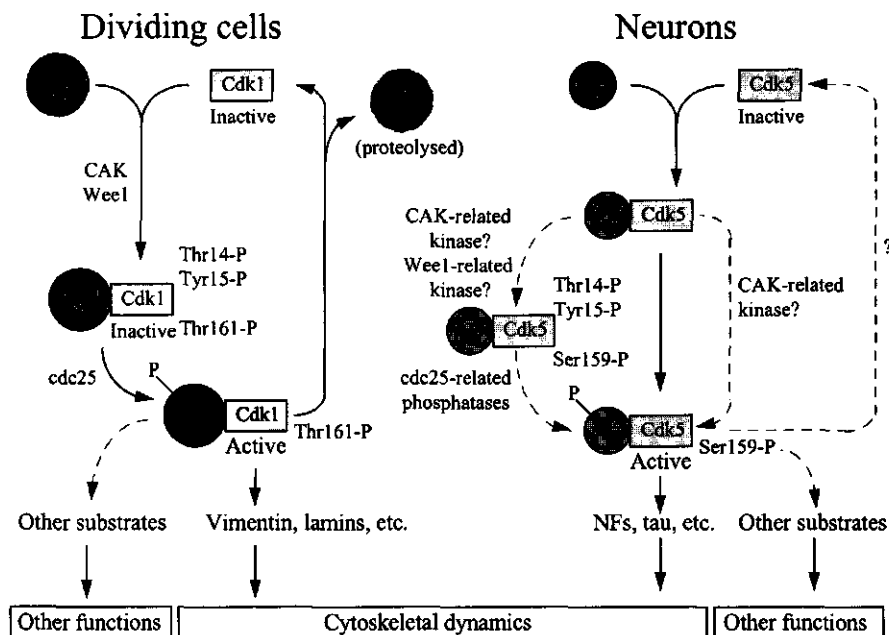 Dividing cells
Neurons
Cdk1
Inactive
(proteolysed)
CAK
Wee1
Thr14-P
Tyr15-P
Cdk1
Inactive
Thr161-P
cdc25
P
Cdk1
Active
Thr161-P
Other substrates
Vimentin, lamins, etc.
Cdk5
Inactive
Cdk5
CAK-related
kinase?
Wee1-related
kinase?
Thr14-P
Tyr15-P
CAK-related
kinase?
?
Cdk5
Ser159-P
cdc25-related
phosphatases
P
Cdk5
Active
Ser159-P
NFs, tau, etc.
Other substrates
Other functions
Cytoskeletal dynamics
Other functions